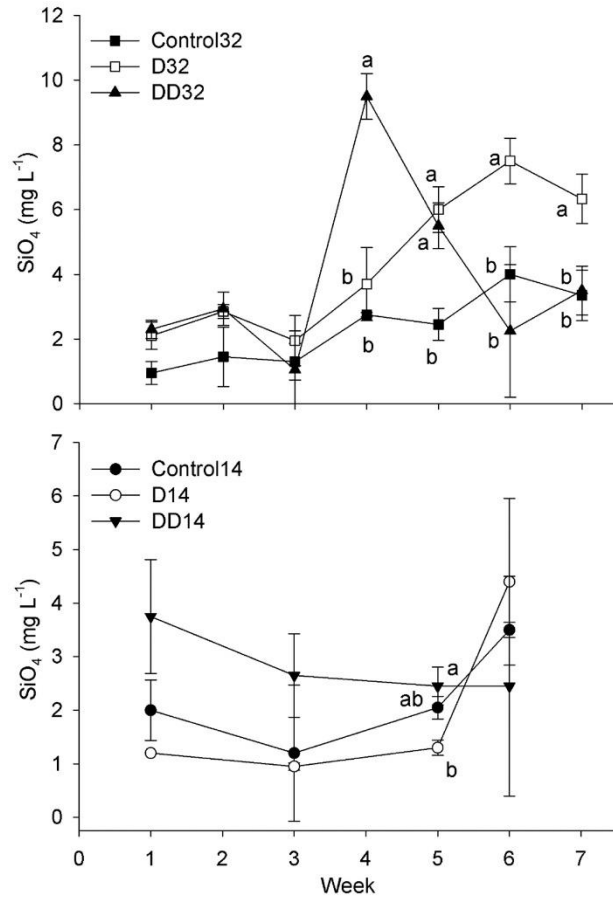 12
10
8
6
4
2
0
SiO₄ (mg L⁻¹)
Control32
D32
DD32
a
b
b
a
a
b
a
b
b
a
b
b
7
6
5
4
3
2
1
0
SiO₄ (mg L⁻¹)
Control14
D14
DD14
ab
a
b
0 1 2 3 4 5 6 7
Week